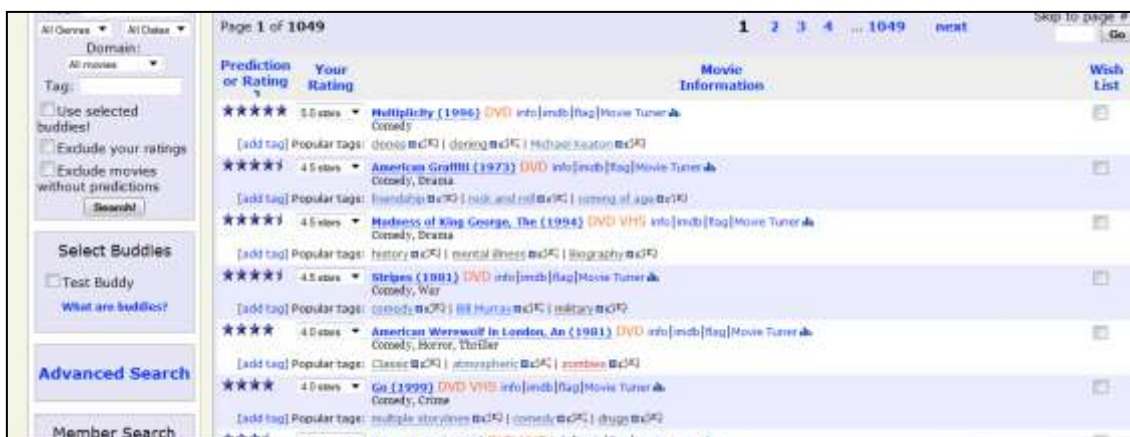 All Genres All Dates
Domain:
All movies
Tag:
Use selected
buddies!
Exclude your ratings
Exclude movies
without predictions
Search!
Select Buddies
Test Buddy
What are buddies?
Advanced Search
Member Search
Page 1 of 1049
1 2 3 4 ... 1049 next
Skip to page #
Go
Prediction
or Rating
Your
Rating
Movie
Information
Wish
List
5.0 stars Multiplicity (1996) DVD info|imdb|flag|Movie Tuner
Comedy
[add tag] Popular tags: clones | cloning | Michael Keaton
4.5 stars American Graffiti (1973) DVD info|imdb|flag|Movie Tuner
Comedy, Drama
[add tag] Popular tags: friendship | rock and roll | coming of age
4.5 stars Madness of King George, The (1994) DVD VHS info|imdb|flag|Movie Tuner
Comedy, Drama
[add tag] Popular tags: history | mental illness | Biography
4.5 stars Stripes (1981) DVD info|imdb|flag|Movie Tuner
Comedy, War
[add tag] Popular tags: comedy | Bill Murray | military
4.0 stars American Werewolf in London, An (1981) DVD info|imdb|flag|Movie Tuner
Comedy, Horror, Thriller
[add tag] Popular tags: Classic | atmospheric | zombies
4.0 stars Go (1999) DVD VHS info|imdb|flag|Movie Tuner
Comedy, Crime
[add tag] Popular tags: multiple storylines | comedy | drugs